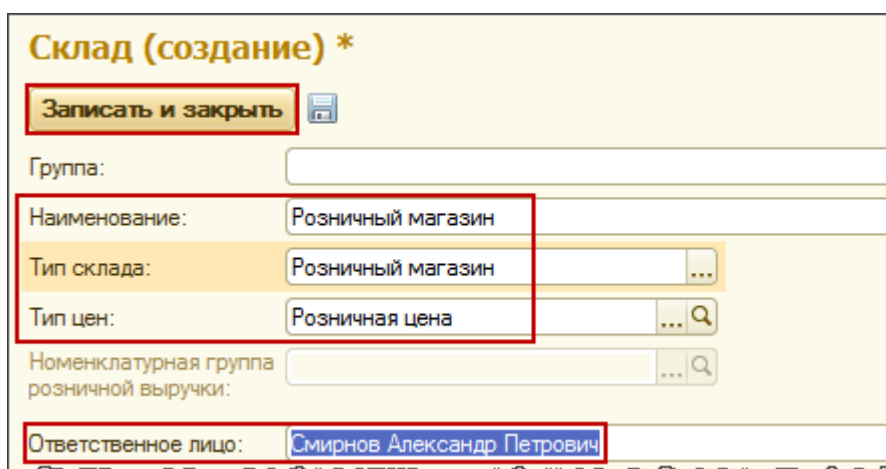 Склад (создание) *
Записать и закрыть
Группа:
Наименование: Розничный магазин
Тип склада: Розничный магазин ...
Тип цен: Розничная цена ...
Номенклатурная группа
розничной выручки: ...
Ответственное лицо: Смирнов Александр Петрович